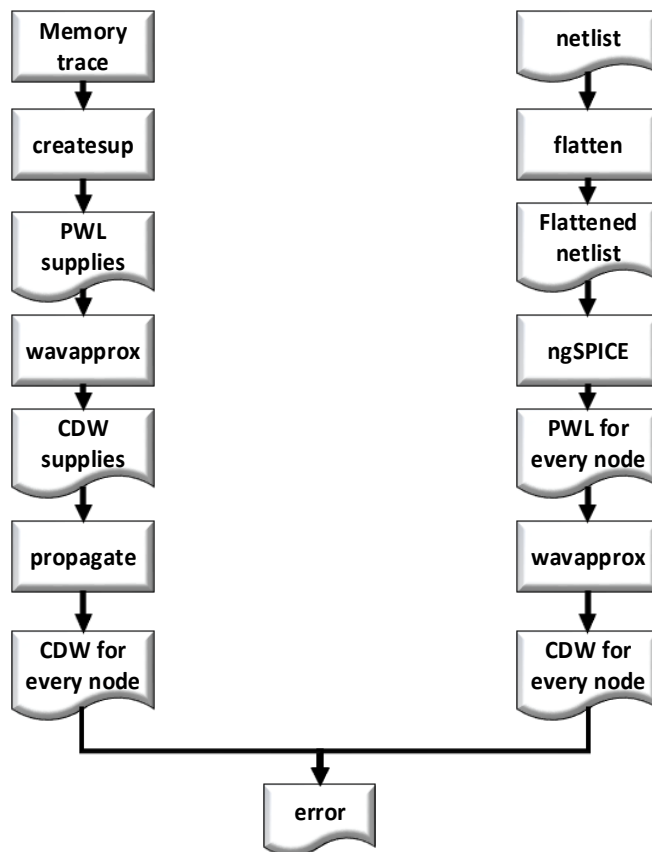 Memory
trace
createsup
PWL
supplies
wavapprox
CDW
supplies
propagate
CDW for
every node
netlist
flatten
Flattened
netlist
ngSPICE
PWL for
every node
wavapprox
CDW for
every node
error